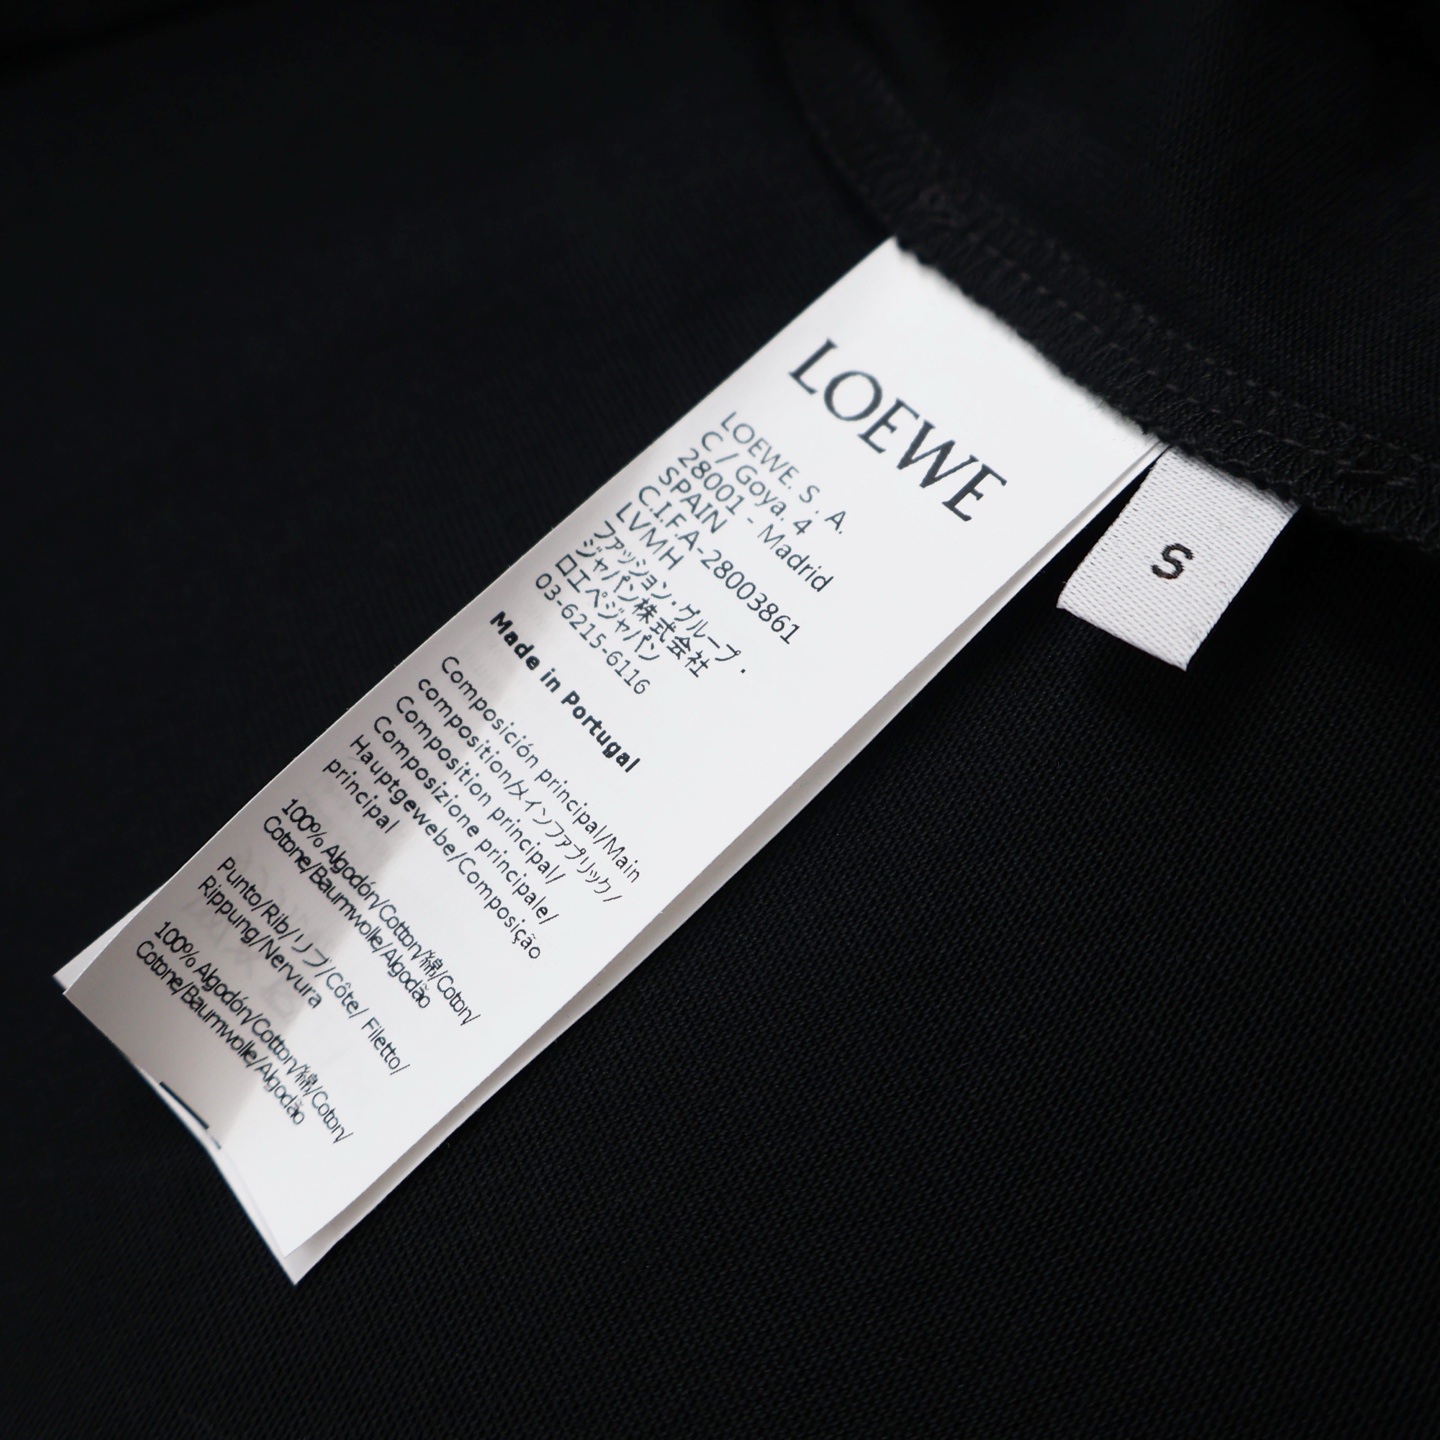 LOEWE
LOEWE. S . A.
C / Goya. 4
28001 - Madrid
SPAIN
C.I.F.A-28003861
LVMH
ファッション・グループ・
ジャパン株式会社
ロエベジャパン
03-6215-6116
Made in Portugal
Composición principal/Main
composition/メインファブリック/
Composition principal/
Composizione principale/
Hauptgewebe/Composição
principal
100% Algodón/Cotton/綿/Coton/
Cotone/Baumwolle/Algodão
Punto/Rib/リブ/Côte/ Filetto/
Rippung/Nervura
100% Algodón/Cotton/綿/Coton/
Cotone/Baumwolle/Algodão
S